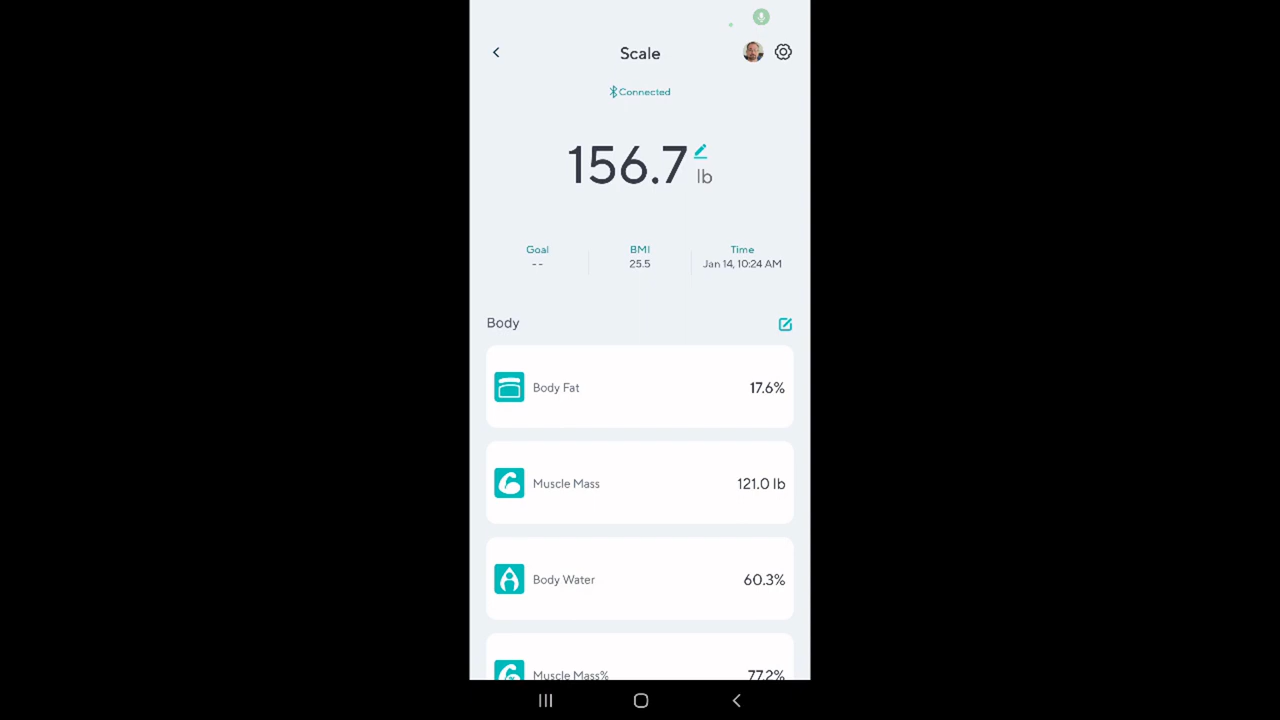 Scale
Connected
156.7 lb
Goal
--
BMI
25.5
Time
Jan 14, 10:24 AM
Body
Body Fat 17.6%
Muscle Mass 121.0 lb
Body Water 60.3%
Muscle Mass% 77.2%